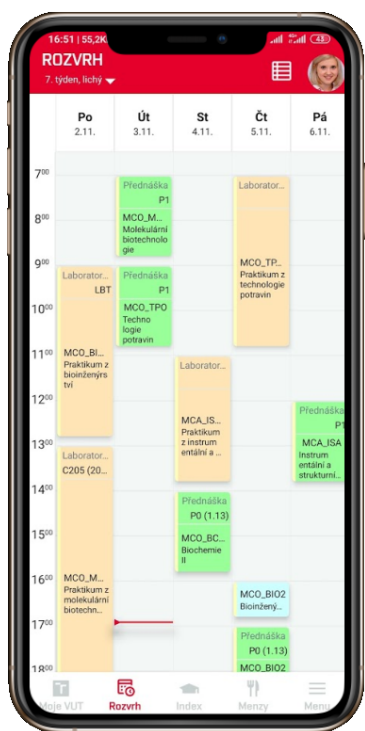 16:51 | 55,2K
43
ROZVRH
7. týden, lichý
Po
2.11.
Út
3.11.
St
4.11.
Čt
5.11.
Pá
6.11.
7⁰⁰
8⁰⁰
9⁰⁰
10⁰⁰
11⁰⁰
12⁰⁰
13⁰⁰
14⁰⁰
15⁰⁰
16⁰⁰
17⁰⁰
18⁰⁰
Laborator...
LBT
MCO_BI...
Praktikum z
bioinženýrs
tví
Laborator...
C205 (20...
MCO_M...
Praktikum z
molekulární
biotechn...
Přednáška
P1
MCO_M...
Molekulární
biotechnolo
gie
Přednáška
P1
MCO_TPO
Techno
logie
potravin
Laborator...
MCA_IS...
Praktikum
z instrum
entální a ...
Přednáška
P0 (1.13)
MCO_BC...
Biochemie
II
Laborator...
MCO_TP...
Praktikum z
technologie
potravin
MCO_BIO2
Bioinžený...
Přednáška
P0 (1.13)
MCO_BIO2
Přednáška
P1
MCA_ISA
Instrum
entální a
strukturní...
Moje VUT
Rozvrh
Index
Menzy
Menu